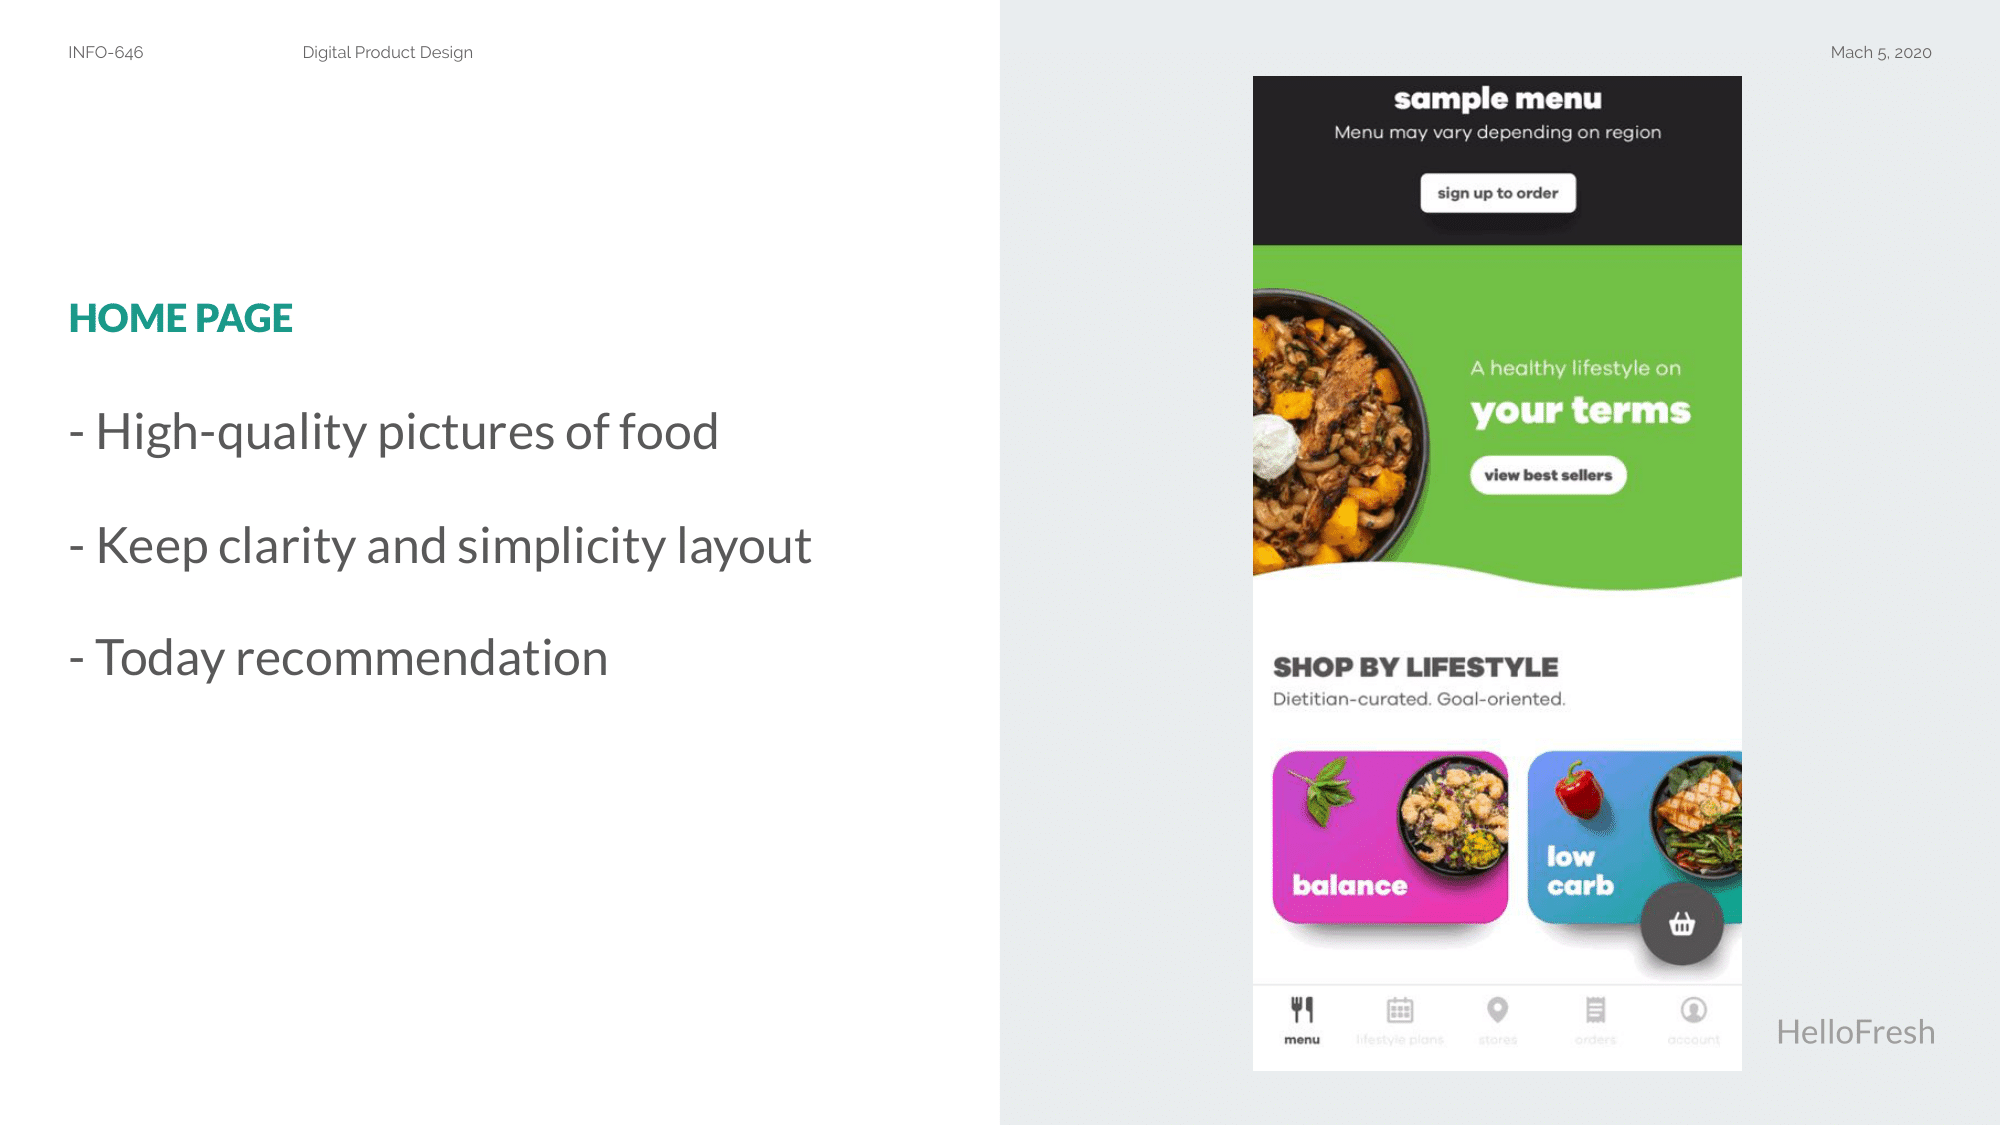 INFO-646
Digital Product Design
Mach 5, 2020
HOME PAGE
- High-quality pictures of food
- Keep clarity and simplicity layout
- Today recommendation
sample menu
Menu may vary depending on region
sign up to order
A healthy lifestyle on
your terms
view best sellers
SHOP BY LIFESTYLE
Dietitian-curated. Goal-oriented.
balance
low
carb
menu
lifestyle plans
stores
orders
account
HelloFresh